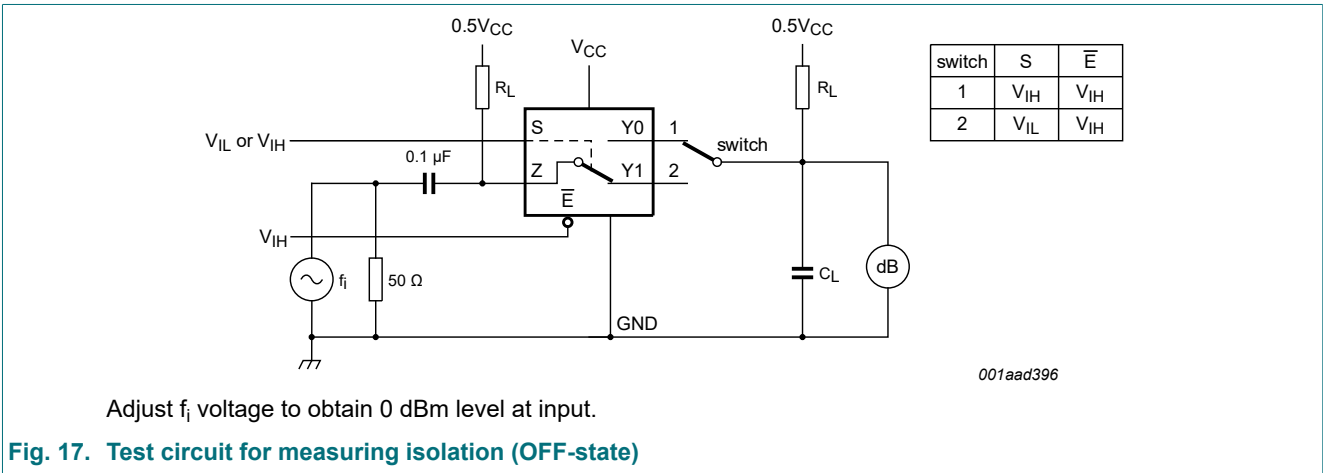 0.5VCC
0.5VCC
VCC
RL
RL
switch S E̅
1 VIH VIH
2 VIL VIH
VIL or VIH
S
Y0
1
switch
0.1 µF
Z
Y1
2
E̅
VIH
fi
50 Ω
CL
dB
GND
001aad396
Adjust fi voltage to obtain 0 dBm level at input.
Fig. 17. Test circuit for measuring isolation (OFF-state)